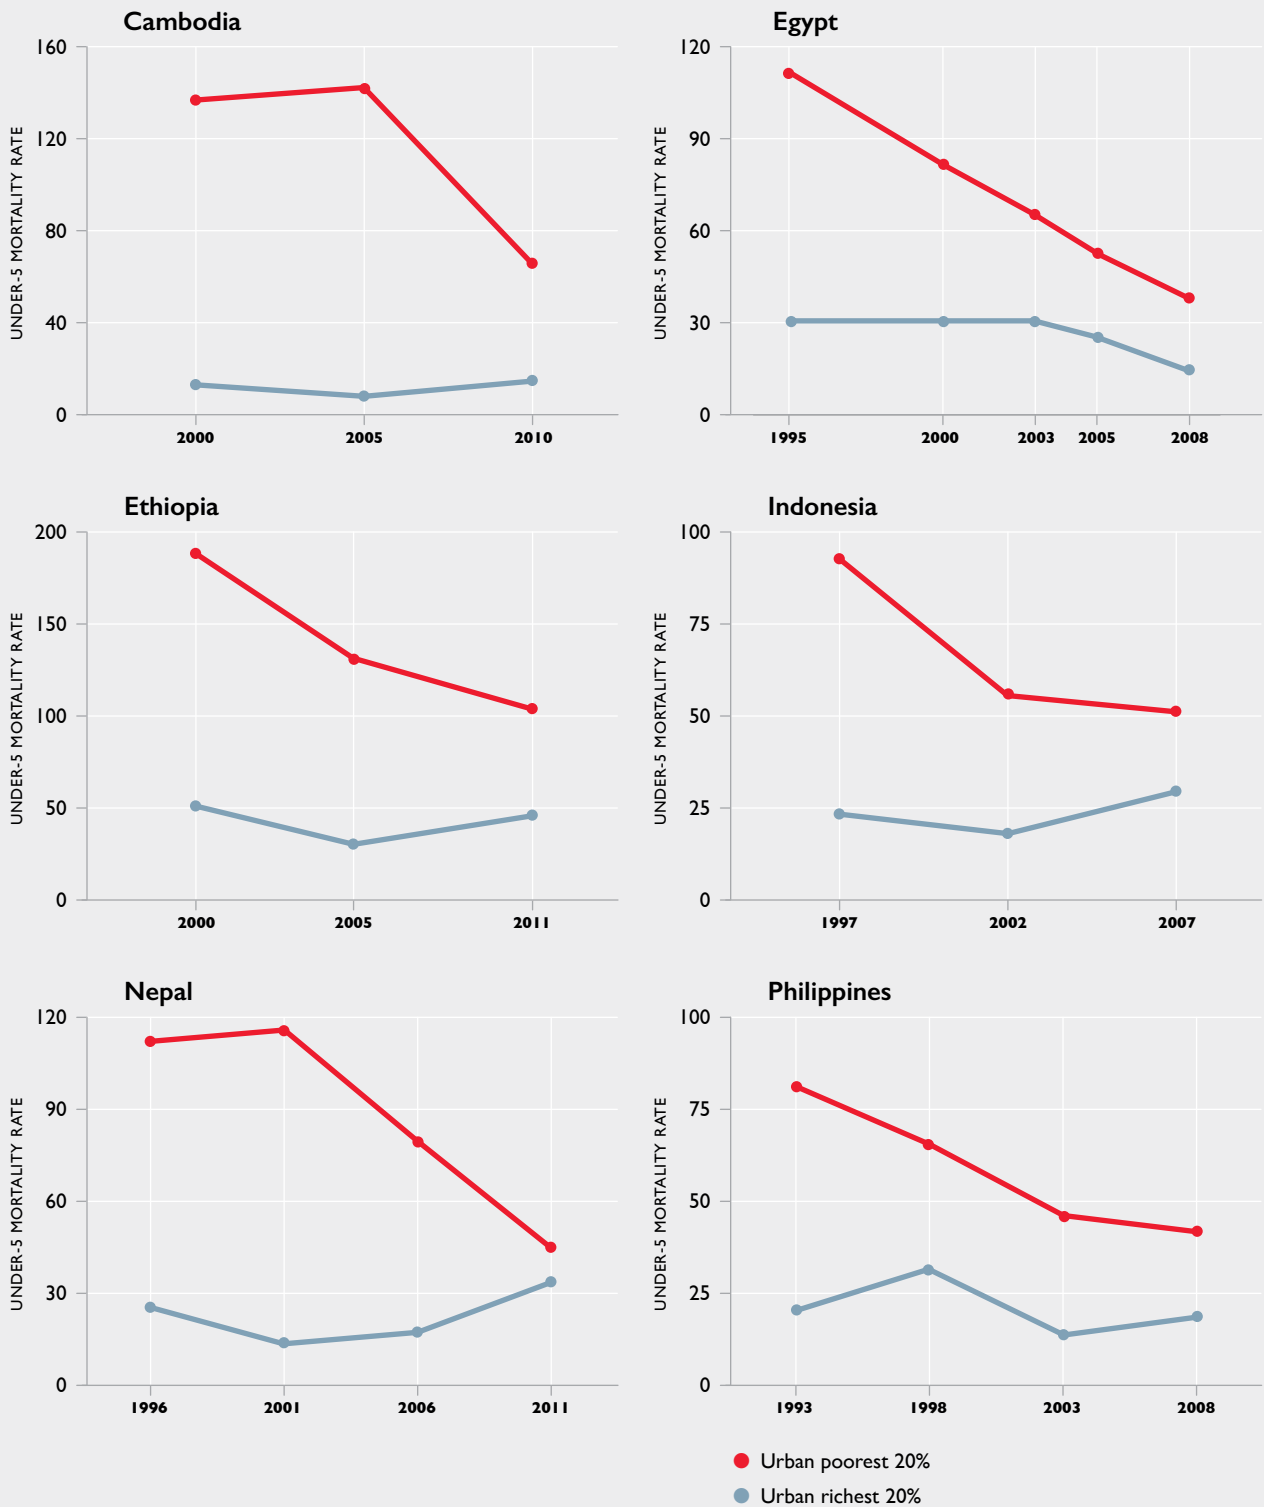 Cambodia
160
120
80
40
0
UNDER-5 MORTALITY RATE
2000 2005 2010
Egypt
120
90
60
30
0
UNDER-5 MORTALITY RATE
1995 2000 2003 2005 2008
Ethiopia
200
150
100
50
0
UNDER-5 MORTALITY RATE
2000 2005 2011
Indonesia
100
75
50
25
0
UNDER-5 MORTALITY RATE
1997 2002 2007
Nepal
120
90
60
30
0
UNDER-5 MORTALITY RATE
1996 2001 2006 2011
Philippines
100
75
50
25
0
UNDER-5 MORTALITY RATE
1993 1998 2003 2008
Urban poorest 20%
Urban richest 20%